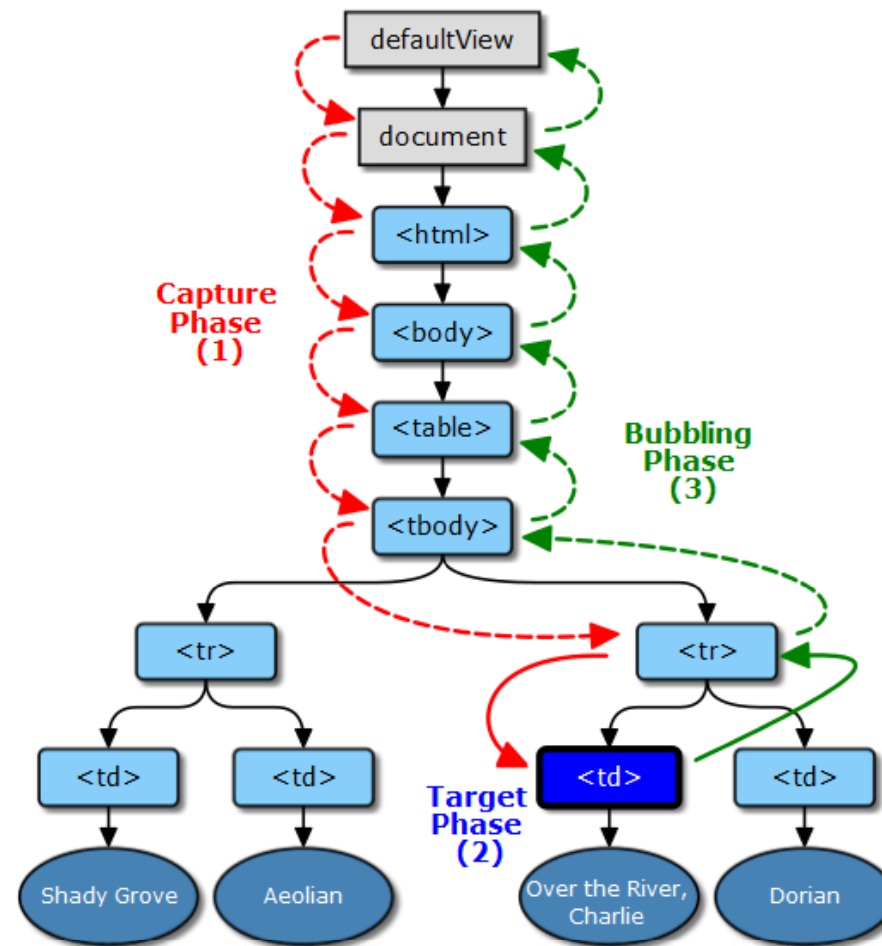 defaultView
document
<html>
Capture
Phase
(1)
<body>
<table>
Bubbling
Phase
(3)
<tbody>
<tr>
<tr>
<td>
<td>
Target
Phase
(2)
<td>
<td>
Shady Grove
Aeolian
Over the River,
Charlie
Dorian